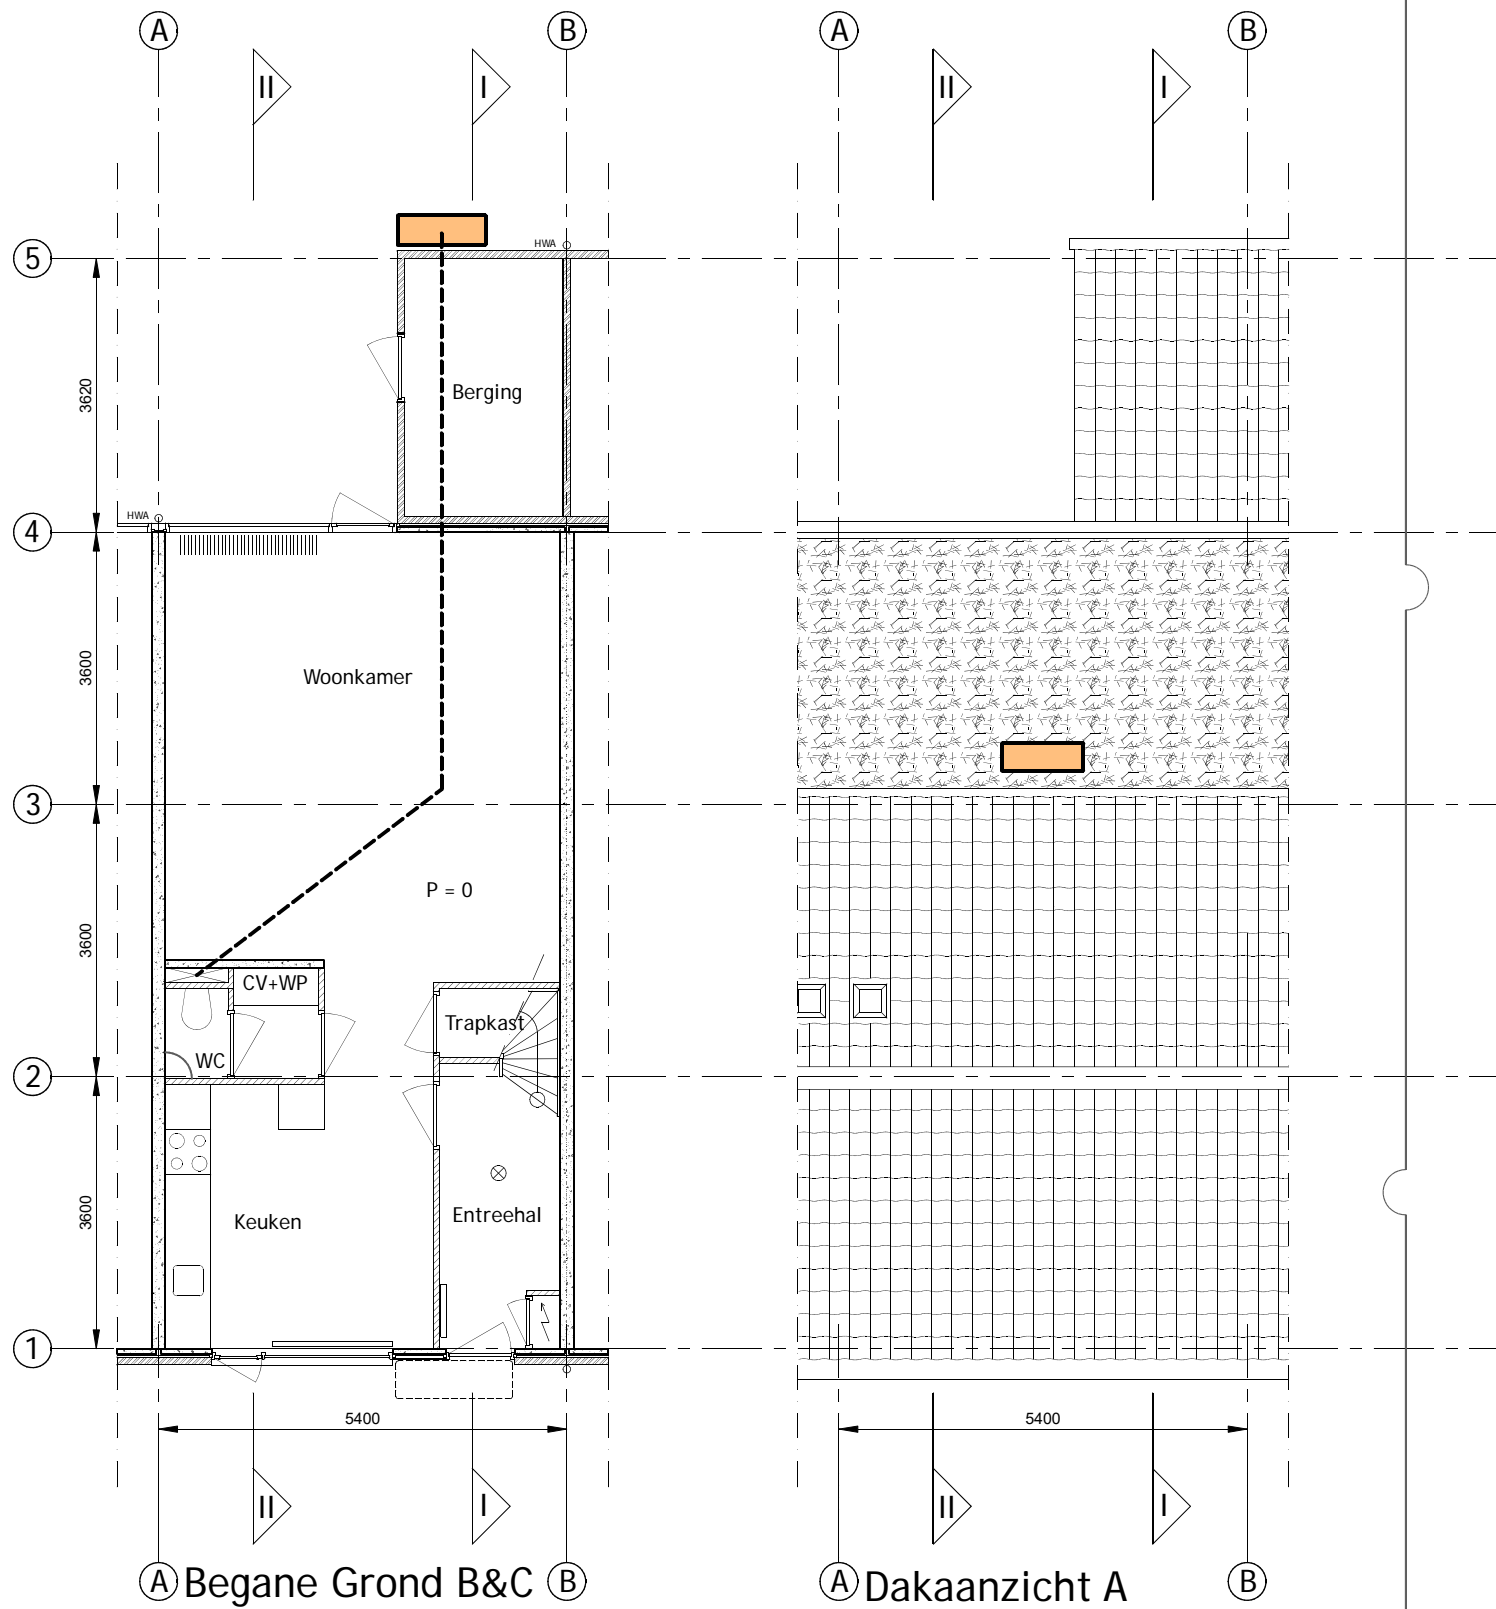 A B A B
II I II I
HWA
5
3620
Berging
HWA
4
3600
Woonkamer
3
3600
P = 0
CV+WP
Trapkast
WC
2
3600
Entreehal
Keuken
1
5400 5400
II I II I
A Begane Grond B&C B A Dakaanzicht A B